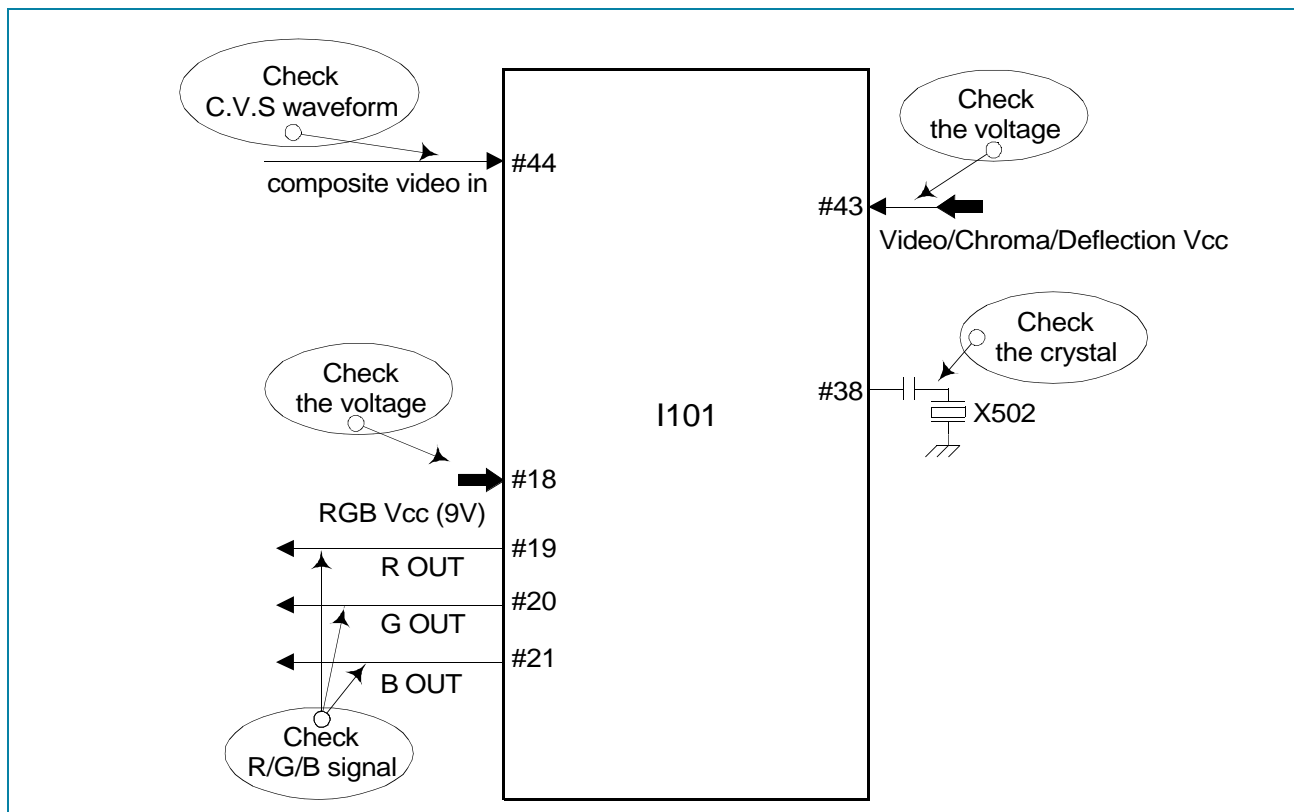 Check
C.V.S waveform
composite video in
#44
Check
the voltage
#43
Video/Chroma/Deflection Vcc
Check
the crystal
#38
X502
I101
Check
the voltage
#18
RGB Vcc (9V)
#19
R OUT
#20
G OUT
#21
B OUT
Check
R/G/B signal